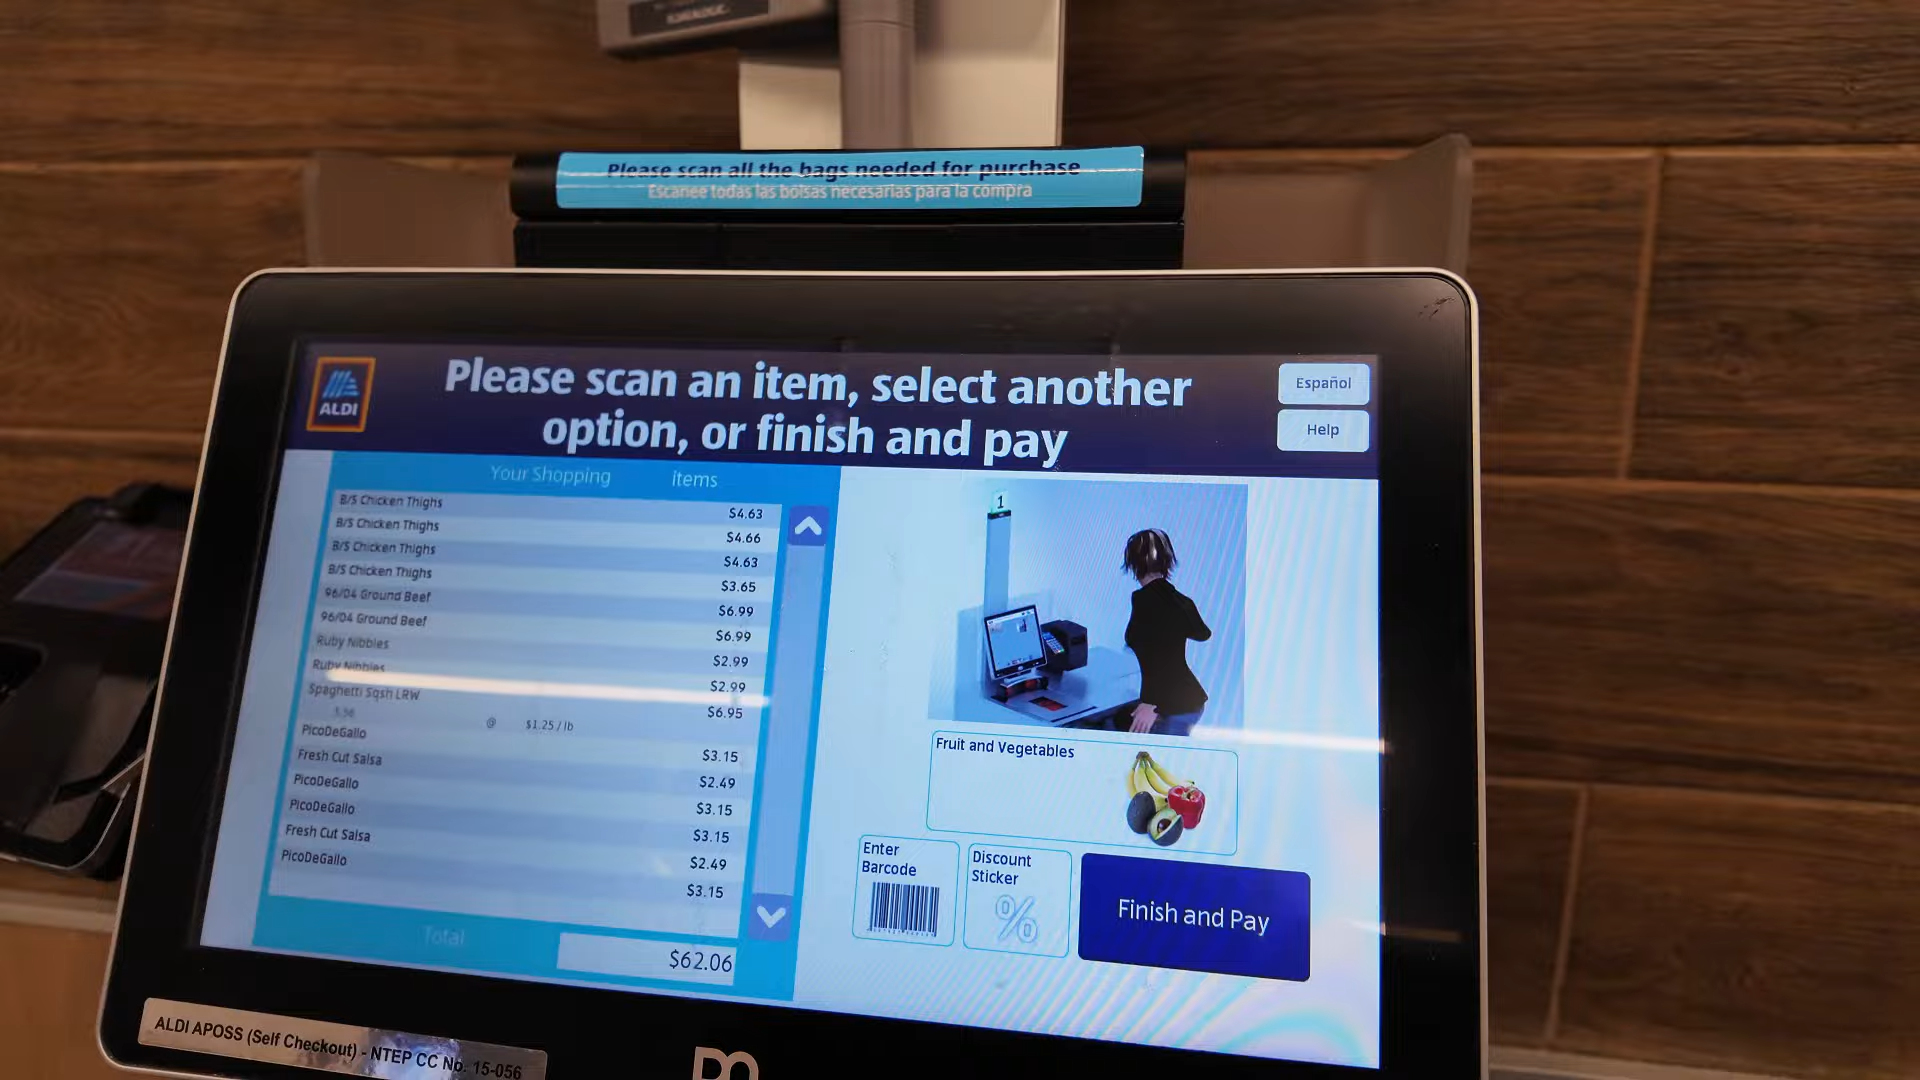 Please scan all the bags needed for purchase
Escanee todas las bolsas necesarias para la compra
ALDI
Please scan an item, select another
option, or finish and pay
Español
Help
Your Shopping Items
B/S Chicken Thighs $4.63
B/S Chicken Thighs $4.66
B/S Chicken Thighs $4.63
B/S Chicken Thighs $3.65
96/04 Ground Beef $6.99
96/04 Ground Beef $6.99
Ruby Nibbles $2.99
Ruby Nibbles $2.99
Spaghetti Sqsh LRW $6.95
5.56 @ $1.25 / lb
PicoDeGallo $3.15
Fresh Cut Salsa $2.49
PicoDeGallo $3.15
PicoDeGallo $3.15
Fresh Cut Salsa $2.49
PicoDeGallo $3.15
Total $62.06
1
Fruit and Vegetables
Enter
Barcode
Discount
Sticker
%
Finish and Pay
ALDI APOSS (Self Checkout) - NTEP CC No. 15-056